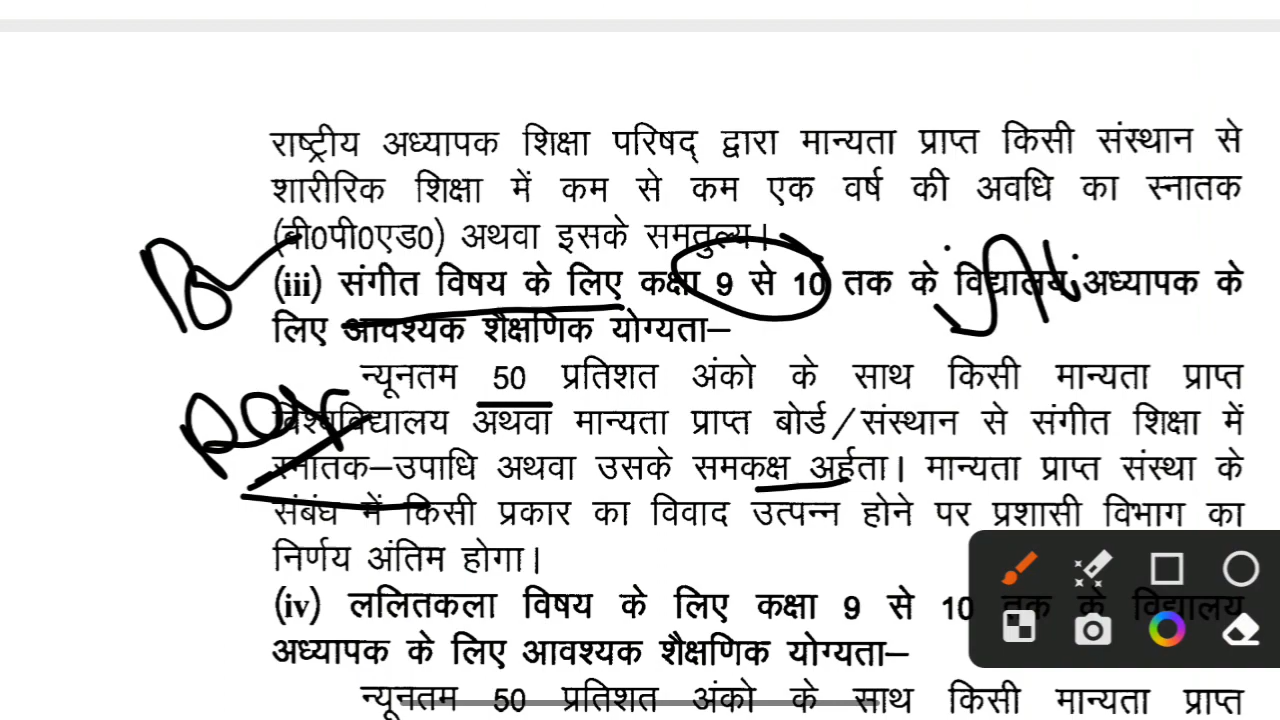 राष्ट्रीय अध्यापक शिक्षा परिषद् द्वारा मान्यता प्राप्त किसी संस्थान से
शारीरिक शिक्षा में कम से कम एक वर्ष की अवधि का स्नातक
(बी0पी0एड0) अथवा इसके समतुल्य।
(iii) संगीत विषय के लिए कक्षा 9 से 10 तक के विद्यालय अध्यापक के
लिए आवश्यक शैक्षणिक योग्यता–
न्यूनतम 50 प्रतिशत अंको के साथ किसी मान्यता प्राप्त
विश्वविद्यालय अथवा मान्यता प्राप्त बोर्ड/संस्थान से संगीत शिक्षा में
स्नातक–उपाधि अथवा उसके समकक्ष अर्हता। मान्यता प्राप्त संस्था के
संबंध में किसी प्रकार का विवाद उत्पन्न होने पर प्रशासी विभाग का
निर्णय अंतिम होगा।
(iv) ललितकला विषय के लिए कक्षा 9 से 10 तक के विद्यालय
अध्यापक के लिए आवश्यक शैक्षणिक योग्यता–
न्यूनतम 50 प्रतिशत अंको के साथ किसी मान्यता प्राप्त